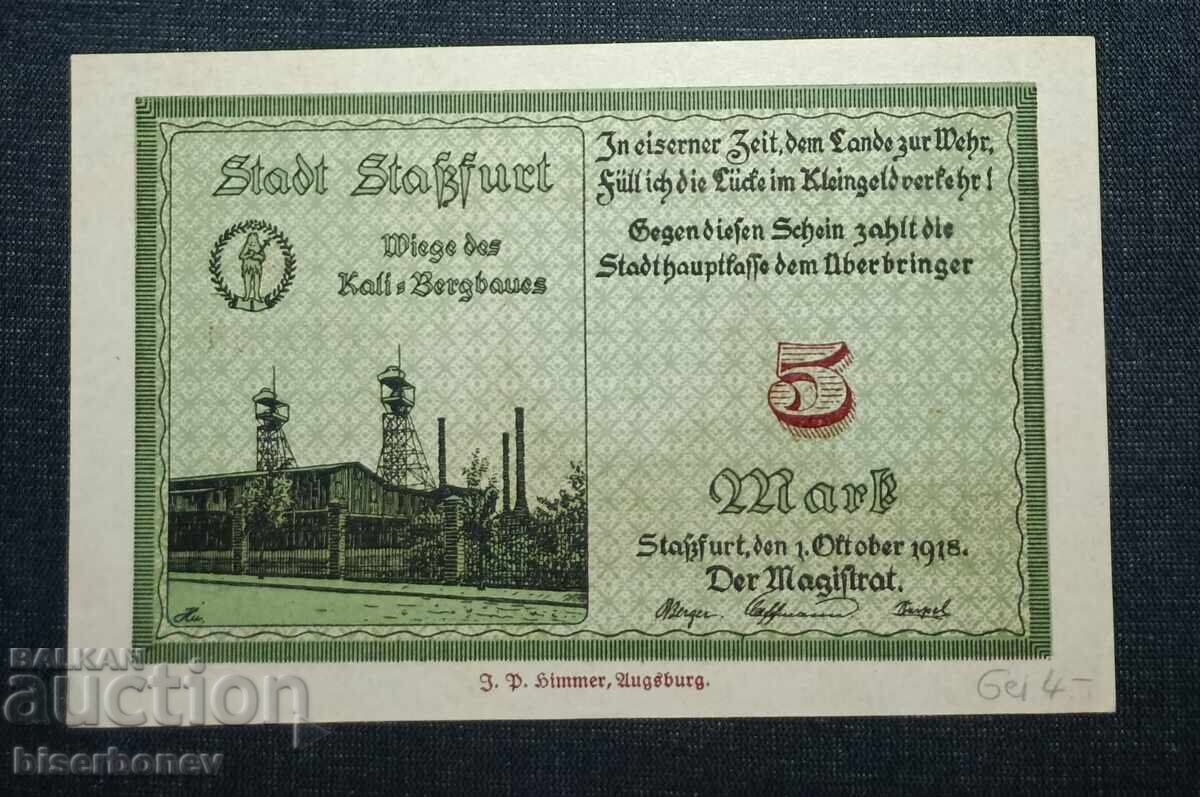 Stadt Staßfurt
Wiege des
Kali=Bergbaues
Hu.
In eiserner Zeit, dem Lande zur Wehr,
Füll ich die Lücke im Kleingeldverkehr!
Gegen diesen Schein zahlt die
Stadthauptkasse dem Überbringer
5
Mark
Staßfurt, den 1. Oktober 1918.
Der Magistrat.
Berger
J. P. Himmer, Augsburg.
4-
BALKAN
auction
biserbonev